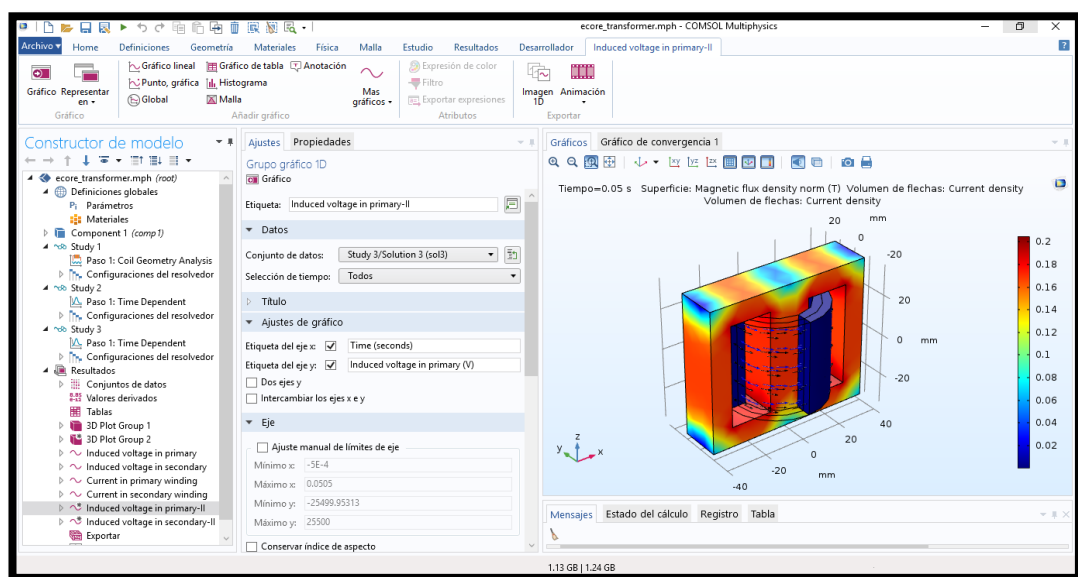 ecore_transformer.mph - COMSOL Multiphysics
Archivo Home Definiciones Geometría Materiales Física Malla Estudio Resultados Desarrollador Induced voltage in primary-II
Gráfico Representar en
Gráfico lineal Gráfico de tabla Anotación
Punto, gráfica Histograma
Global Malla
Mas gráficos
Expresión de color
Filtro
Exportar expresiones
Imagen 1D Animación
Gráfico Añadir gráfico Atributos Exportar
Constructor de modelo
ecore_transformer.mph (root)
Definiciones globales
Pi Parámetros
Materiales
Component 1 (comp1)
Study 1
Paso 1: Coil Geometry Analysis
Configuraciones del resolvedor
Study 2
Paso 1: Time Dependent
Configuraciones del resolvedor
Study 3
Paso 1: Time Dependent
Configuraciones del resolvedor
Resultados
Conjuntos de datos
Valores derivados
Tablas
3D Plot Group 1
3D Plot Group 2
Induced voltage in primary
Induced voltage in secondary
Current in primary winding
Current in secondary winding
Induced voltage in primary-II
Induced voltage in secondary-II
Exportar
Ajustes Propiedades
Grupo gráfico 1D
Gráfico
Etiqueta: Induced voltage in primary-II
Datos
Conjunto de datos: Study 3/Solution 3 (sol3)
Selección de tiempo: Todos
Título
Ajustes de gráfico
Etiqueta del eje x: Time (seconds)
Etiqueta del eje y: Induced voltage in primary (V)
Dos ejes y
Intercambiar los ejes x e y
Eje
Ajuste manual de límites de eje
Mínimo x: -5E-4
Máximo x: 0.0505
Mínimo y: -25499.95313
Máximo y: 25500
Conservar índice de aspecto
Gráficos Gráfico de convergencia 1
xy yz zx
Tiempo=0.05 s Superficie: Magnetic flux density norm (T) Volumen de flechas: Current density
Volumen de flechas: Current density
20 mm
0
-20
20
0 mm
-20
40
20
0
-20 mm
-40
z
y x
0.2
0.18
0.16
0.14
0.12
0.1
0.08
0.06
0.04
0.02
Mensajes Estado del cálculo Registro Tabla
1.13 GB | 1.24 GB